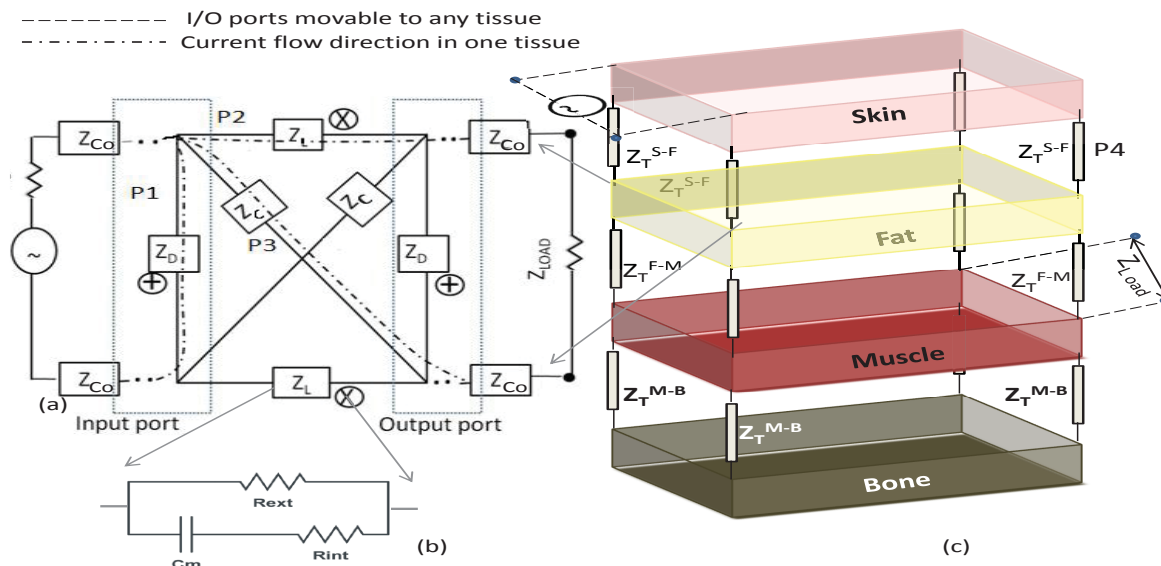 I/O ports movable to any tissue
Current flow direction in one tissue
P2
Z_Co
Z_L
Z_Co
P1
Z_C
Z_C
P3
Z_D
Z_D
Z_LOAD
~
Z_Co
Z_L
Z_Co
(a)
Input port
Output port
Rext
Cm
Rint
(b)
~
Skin
Z_T^S-F
Z_T^S-F
Z_T^S-F
P4
Fat
Z_T^F-M
Z_T^F-M
Z_Load
Muscle
Z_T^M-B
Z_T^M-B
Z_T^M-B
Bone
(c)